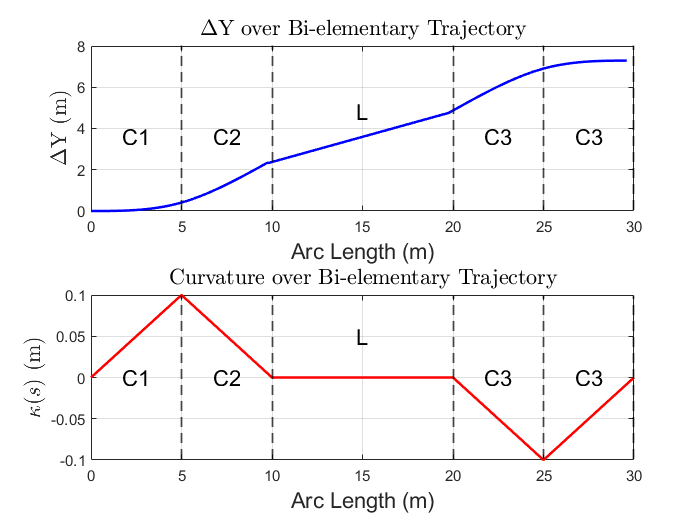 ΔY over Bi-elementary Trajectory
8
6
4
2
0
ΔY (m)
C1
C2
L
C3
C3
0
5
10
15
20
25
30
Arc Length (m)
Curvature over Bi-elementary Trajectory
0.1
0.05
0
-0.05
-0.1
κ(s) (m)
L
C1
C2
C3
C3
0
5
10
15
20
25
30
Arc Length (m)